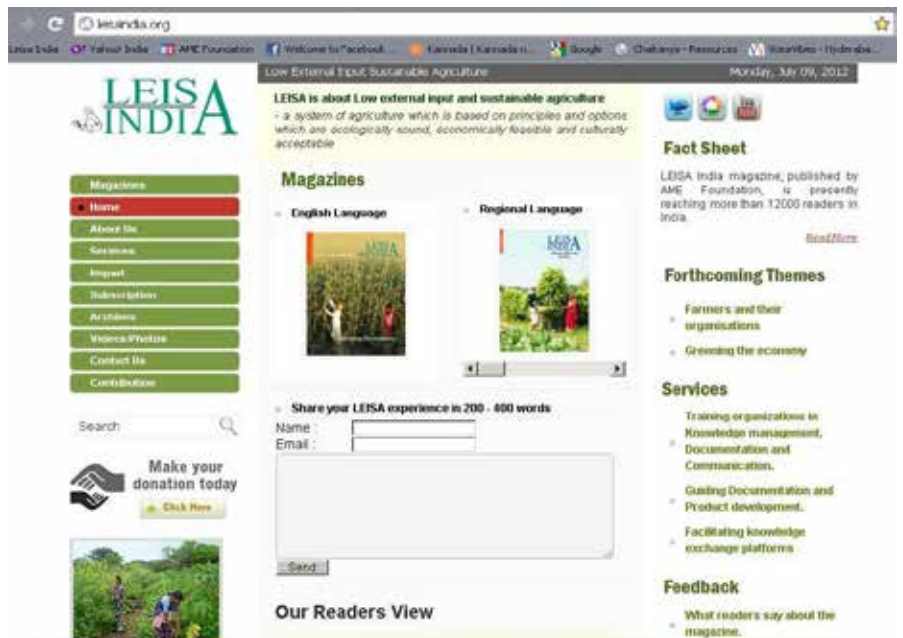 leisaindia.org
AME Foundation
Welcome to Facebook
Google
Low External Input Sustainable Agriculture
Monday, July 09, 2012
LEISA
INDIA
LEISA is about Low external input and sustainable agriculture
- a system of agriculture which is based on principles and options
which are ecologically sound, economically feasible and culturally
acceptable
Magazines
Home
About Us
Services
Impact
Subscription
Archives
Videos/Photos
Contact Us
Contribution
Search
Make your
donation today
Click Here
Magazines
English Language
Regional Language
LEISA
LEISA
Share your LEISA experience in 200 - 400 words
Name :
Email :
Send
Our Readers View
Fact Sheet
LEISA India magazine, published by
AME Foundation, is presently
reaching more than 12000 readers in
India.
Read More
Forthcoming Themes
Farmers and their
organisations
Greening the economy
Services
Training organizations in
Knowledge management,
Documentation and
Communication.
Guiding Documentation and
Product development.
Facilitating knowledge
exchange platforms
Feedback
What readers say about the
magazine.